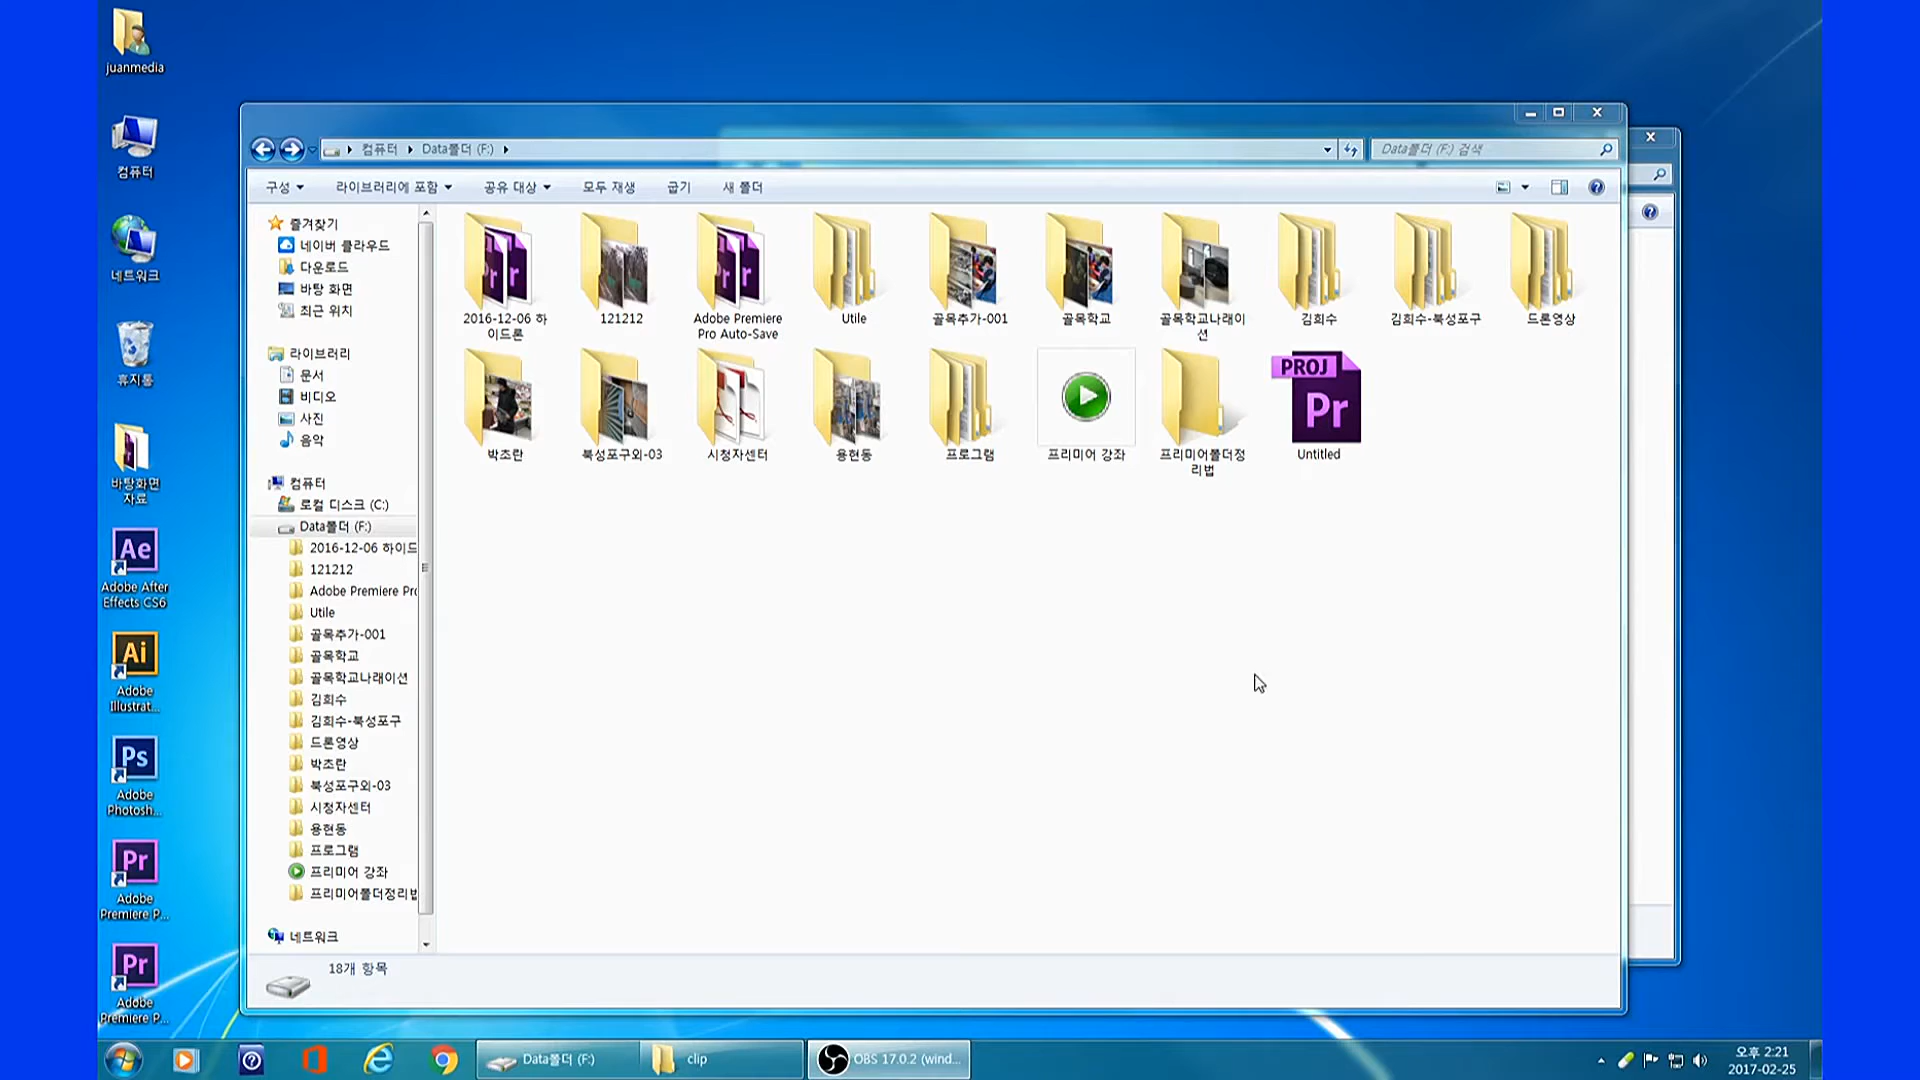 juanmedia
컴퓨터
네트워크
휴지통
바탕화면
자료
Ae
Adobe After
Effects CS6
Ai
Adobe
Illustrat...
Ps
Adobe
Photosh...
Pr
Adobe
Premiere P...
Pr
Adobe
Premiere P...
컴퓨터 Data폴더 (F:)
Data폴더 (F:) 검색
구성 라이브러리에 포함 공유 대상 모두 재생 굽기 새 폴더
즐겨찾기
네이버 클라우드
다운로드
바탕 화면
최근 위치
라이브러리
문서
비디오
사진
음악
컴퓨터
로컬 디스크 (C:)
Data폴더 (F:)
2016-12-06 하이드
121212
Adobe Premiere Pro
Utile
골목추가-001
골목학교
골목학교나래이션
김희수
김희수-북성포구
드론영상
박조란
북성포구외-03
시청자센터
용현동
프로그램
프리미어 강좌
프리미어폴더정리법
네트워크
2016-12-06 하
이드론
121212
Adobe Premiere
Pro Auto-Save
Utile
골목추가-001
골목학교
골목학교나래이
션
김희수
김희수-북성포구
드론영상
박조란
북성포구외-03
시청자센터
용현동
프로그램
프리미어 강좌
프리미어폴더정
리법
PROJ
Pr
Untitled
18개 항목
Data폴더 (F:)
clip
OBS 17.0.2 (wind...
오후 2:21
2017-02-25